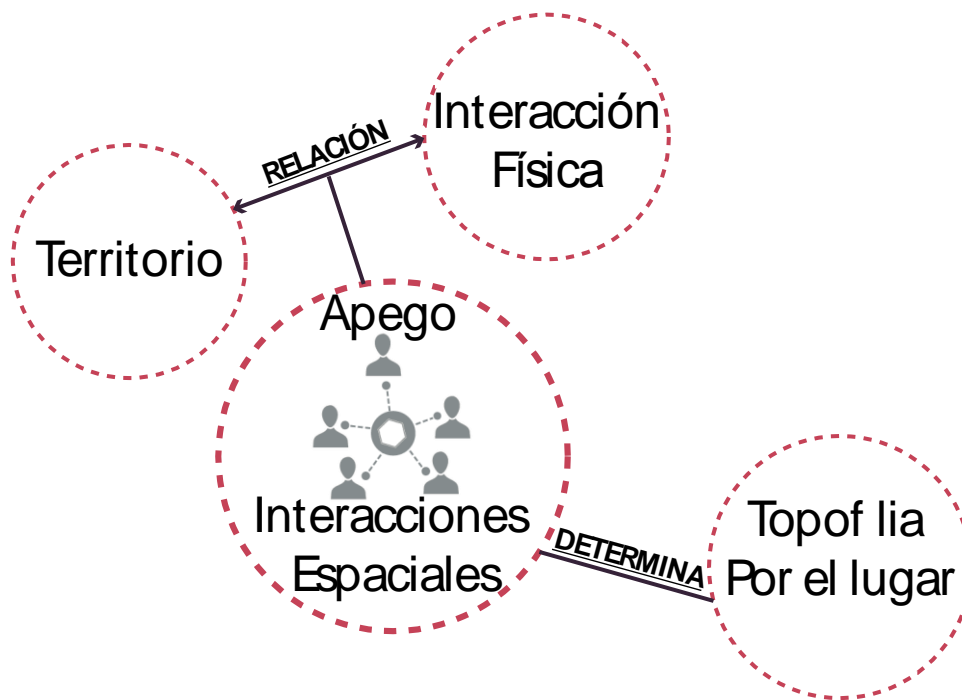 Interacción
Física
RELACIÓN
Territorio
Apego
Interacciones
Espaciales
DETERMINA
Topof lia
Por el lugar